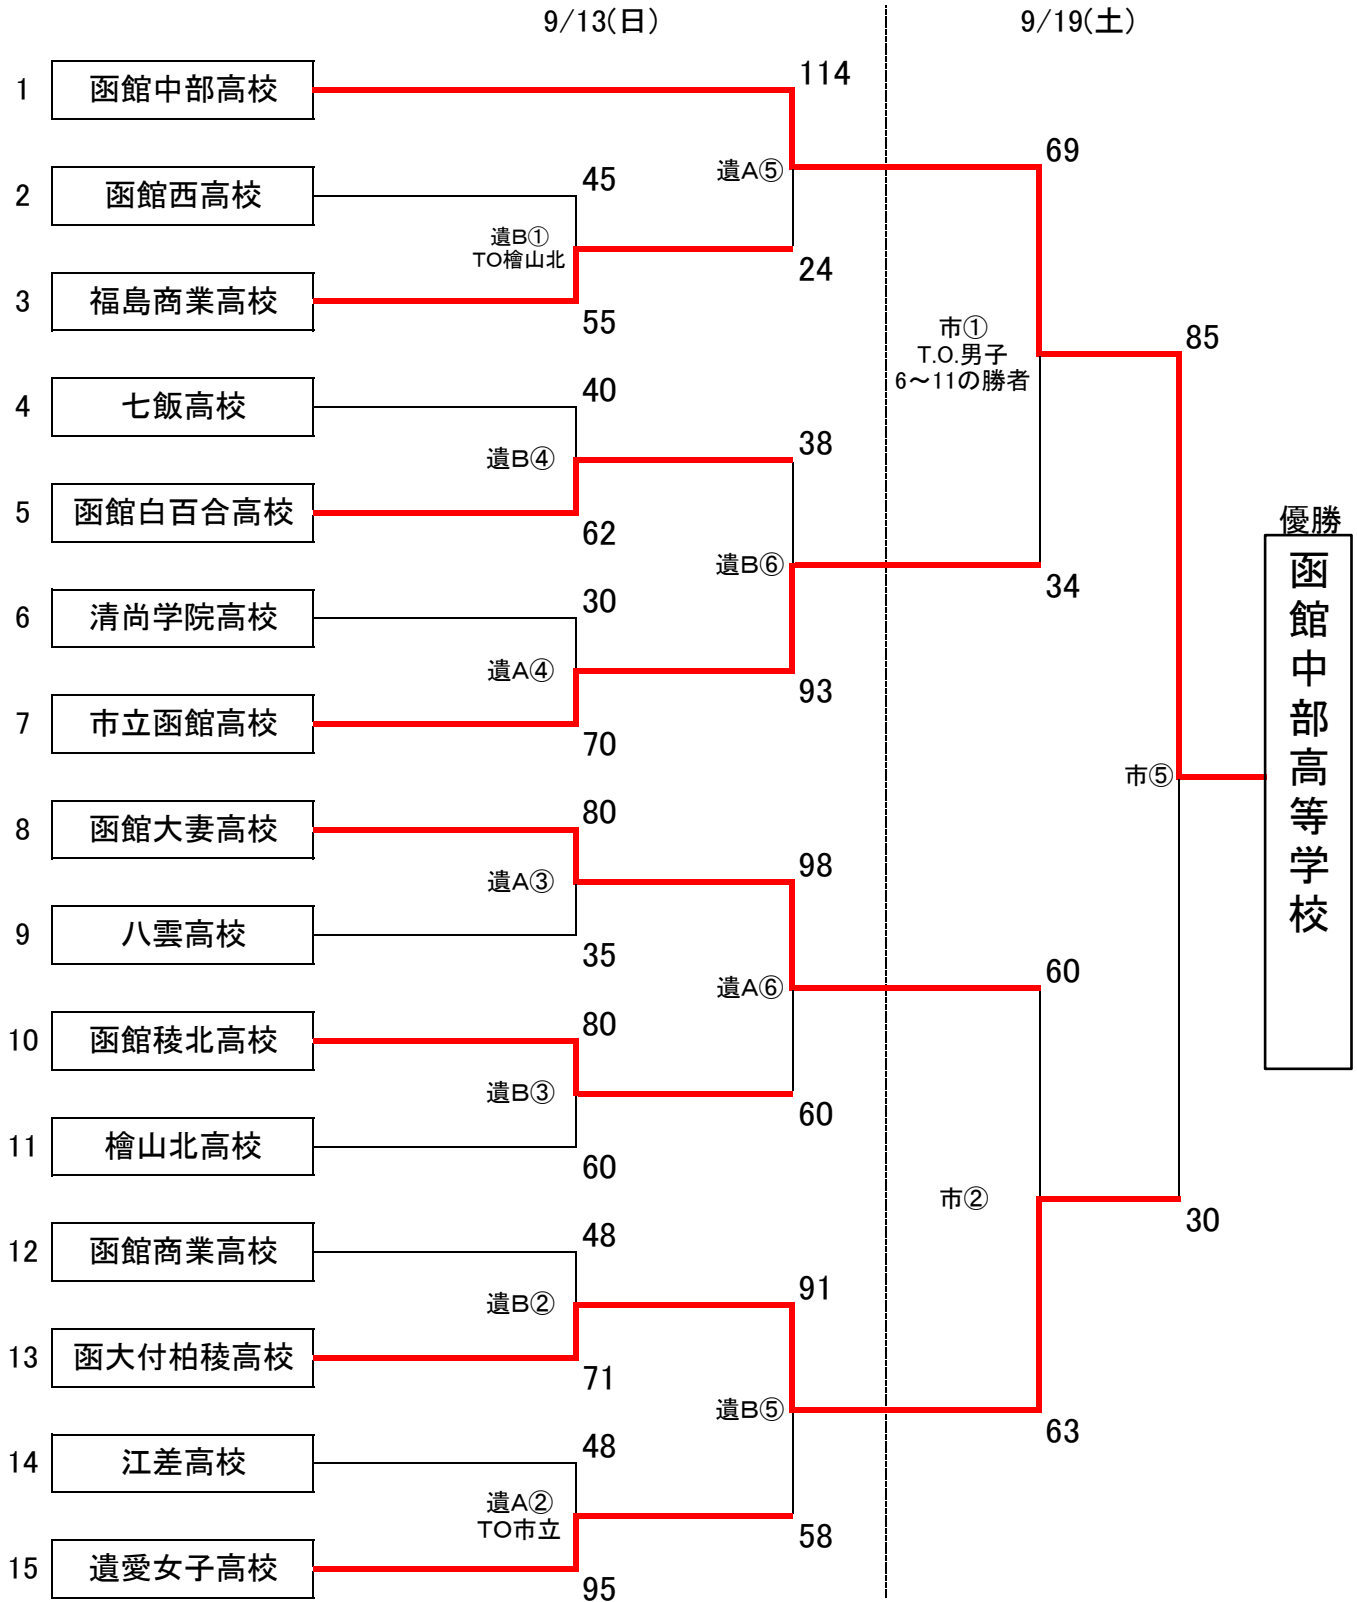 9/13(日)
9/19(土)
1 函館中部高校
114
69
遺A⑤
2 函館西高校
45
遺B①
TO檜山北
24
3 福島商業高校
55
市①
T.O.男子
6～11の勝者
85
4 七飯高校
40
38
遺B④
5 函館白百合高校
62
優勝
函館中部高等学校
遺B⑥
34
6 清尚学院高校
30
遺A④
93
7 市立函館高校
70
市⑤
8 函館大妻高校
80
98
遺A③
9 八雲高校
35
60
遺A⑥
10 函館稜北高校
80
遺B③
60
11 檜山北高校
60
市②
30
12 函館商業高校
48
91
遺B②
13 函大付柏稜高校
71
遺B⑤
63
14 江差高校
48
遺A②
TO市立
58
15 遺愛女子高校
95